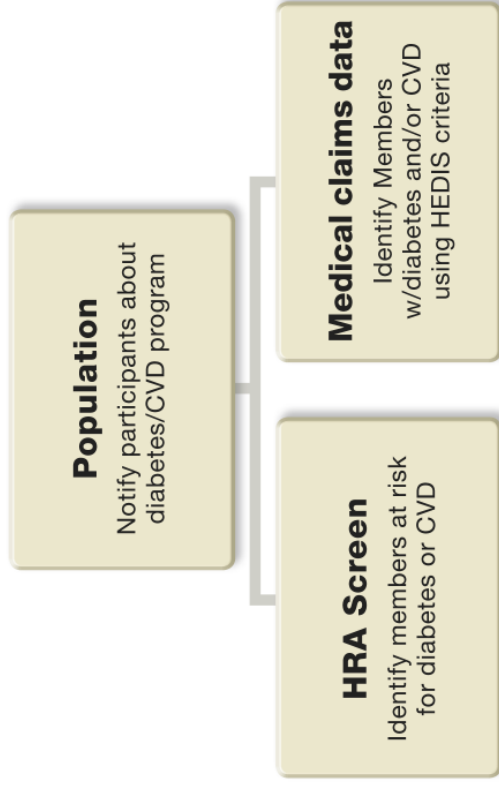 Population
Notify participants about
diabetes/CVD program
HRA Screen
Identify members at risk
for diabetes or CVD
Medical claims data
Identify Members
w/diabetes and/or CVD
using HEDIS criteria